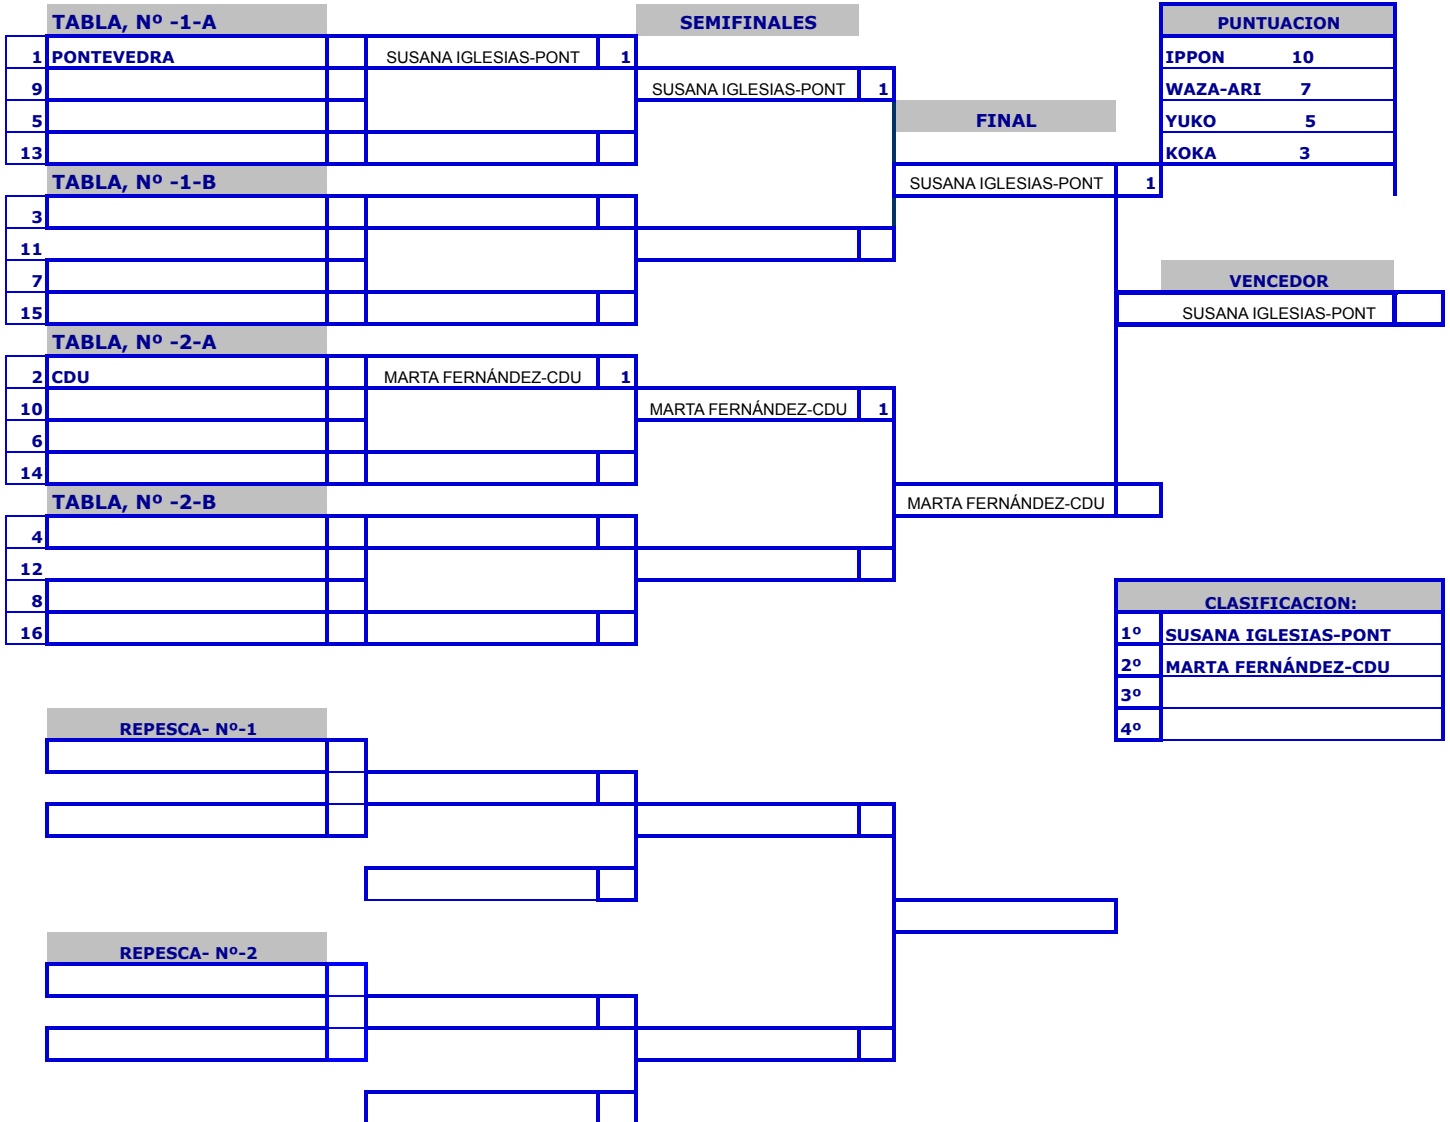 TABLA, Nº -1-A SEMIFINALES PUNTUACION
1 PONTEVEDRA SUSANA IGLESIAS-PONT 1 IPPON 10
9 SUSANA IGLESIAS-PONT 1 WAZA-ARI 7
5 FINAL YUKO 5
13 KOKA 3
TABLA, Nº -1-B SUSANA IGLESIAS-PONT 1
3
11
7 VENCEDOR
15 SUSANA IGLESIAS-PONT
TABLA, Nº -2-A
2 CDU MARTA FERNÁNDEZ-CDU 1
10 MARTA FERNÁNDEZ-CDU 1
6
14
TABLA, Nº -2-B MARTA FERNÁNDEZ-CDU
4
12
8 CLASIFICACION:
16 1º SUSANA IGLESIAS-PONT
2º MARTA FERNÁNDEZ-CDU
3º
REPESCA- Nº-1 4º
REPESCA- Nº-2